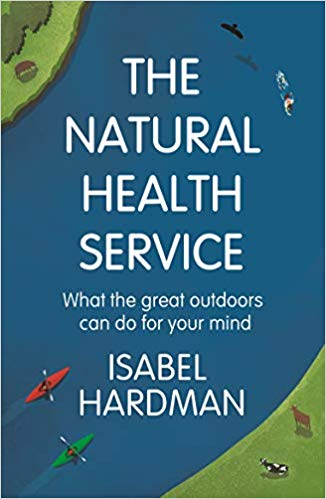 THE
NATURAL
HEALTH
SERVICE
What the great outdoors
can do for your mind
ISABEL
HARDMAN